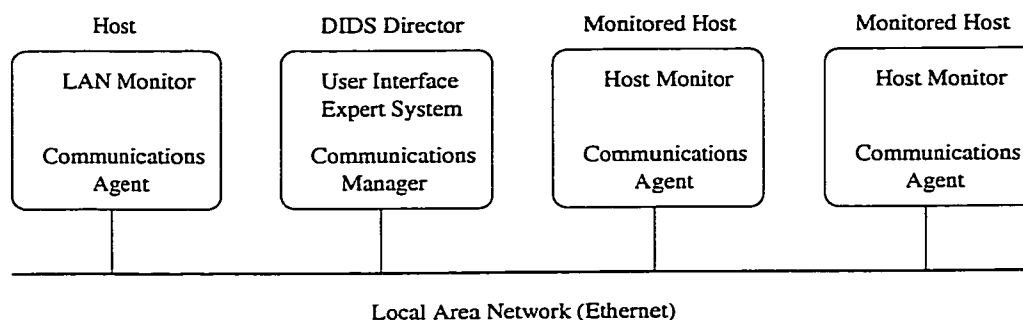 Host
DIDS Director
Monitored Host
Monitored Host
LAN Monitor
Communications
Agent
User Interface
Expert System
Communications
Manager
Host Monitor
Communications
Agent
Host Monitor
Communications
Agent
Local Area Network (Ethernet)